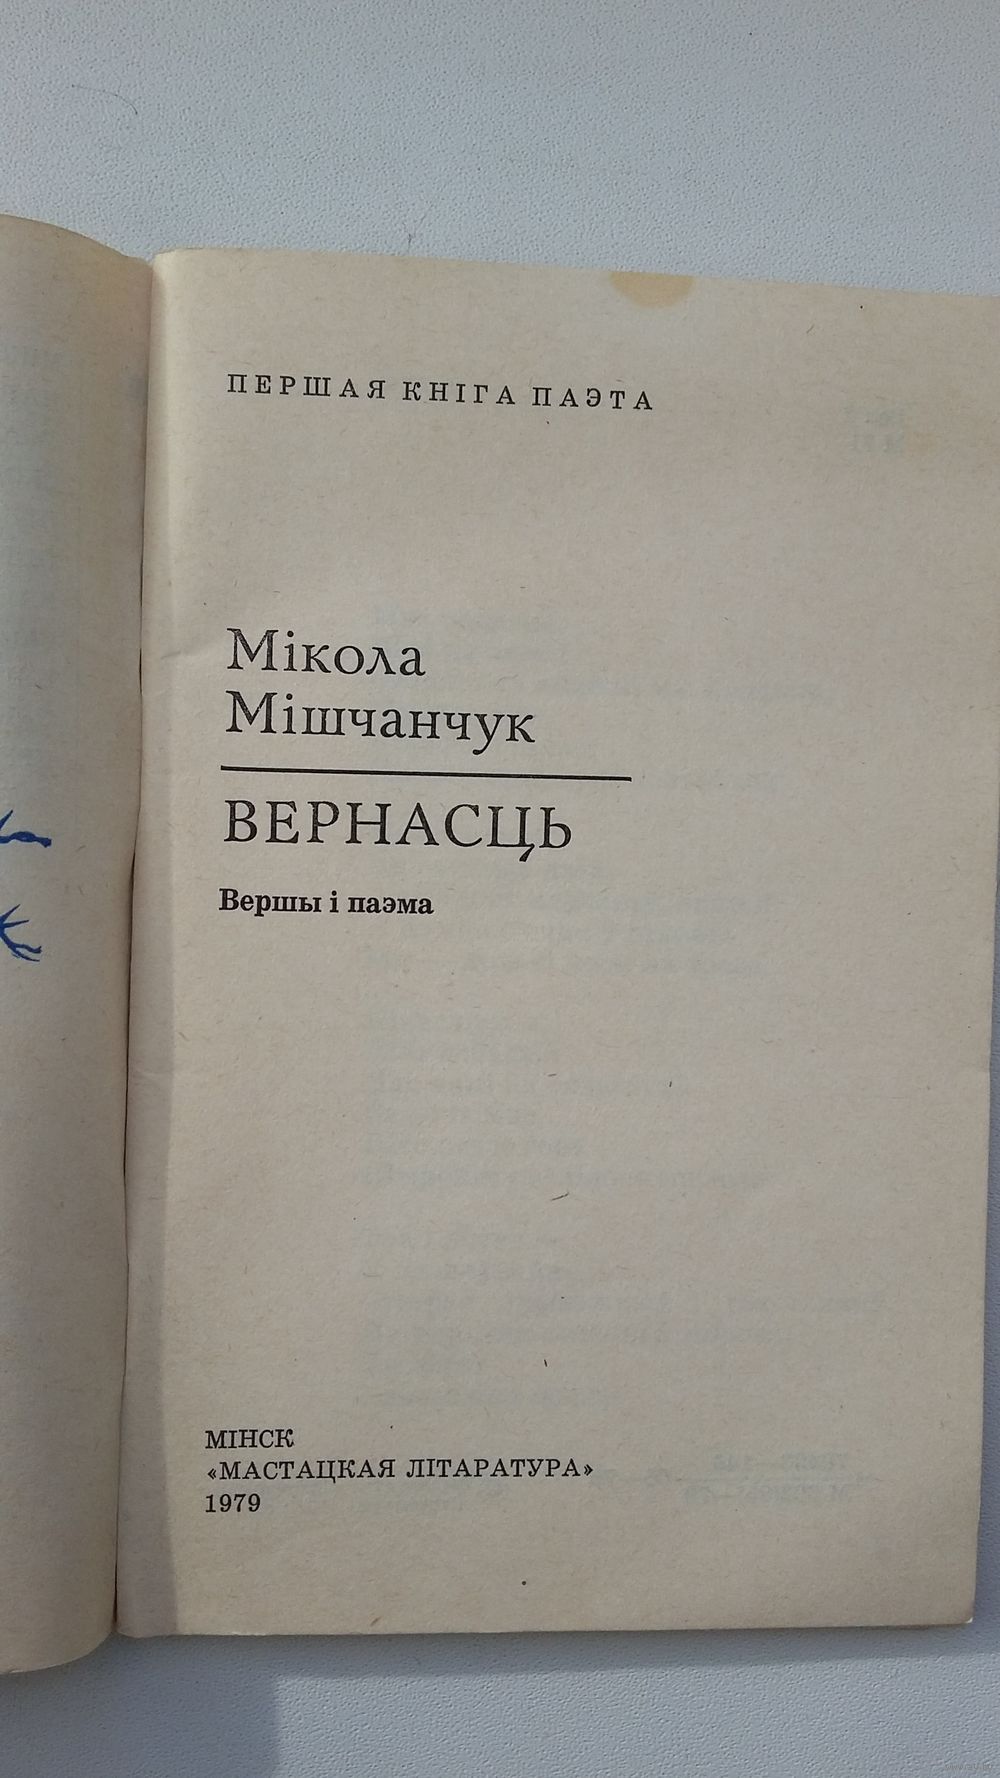 ПЕРШАЯ КНІГА ПАЭТА
Мікола
Мішчанчук
ВЕРНАСЦЬ
Вершы і паэма
МІНСК
«МАСТАЦКАЯ ЛІТАРАТУРА»
1979